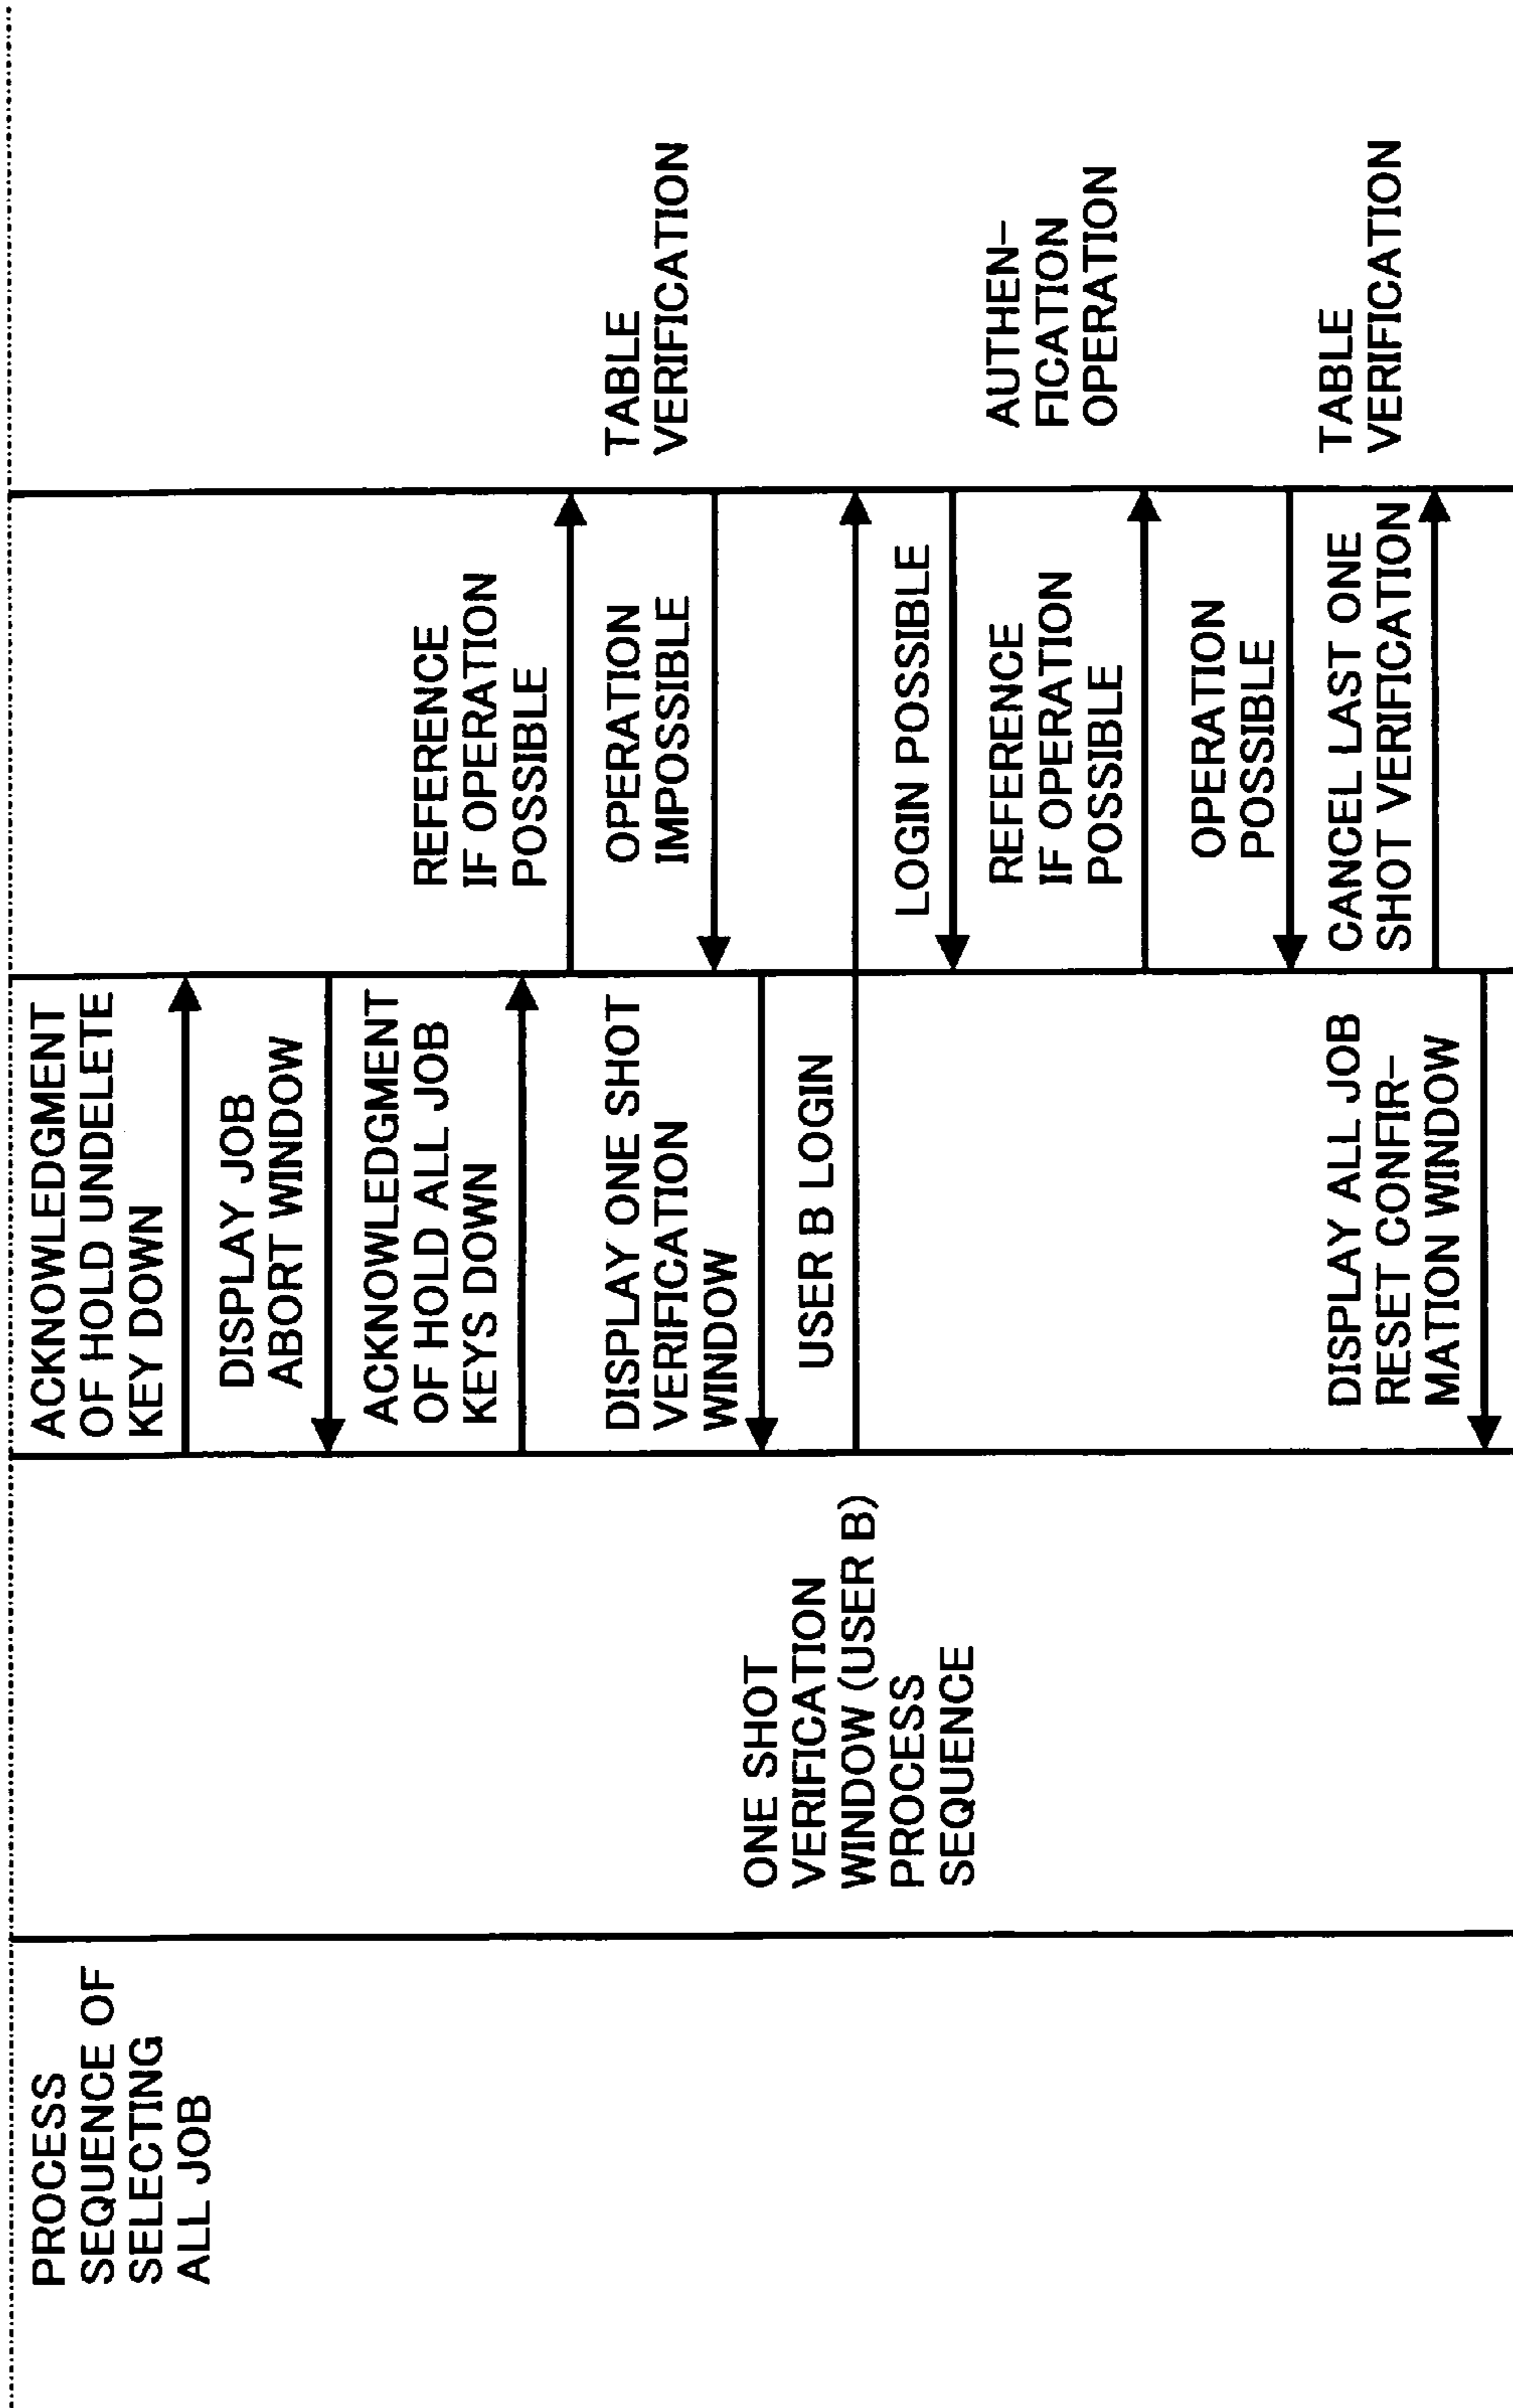 PROCESS
SEQUENCE OF
SELECTING
ALL JOB
ACKNOWLEDGMENT
OF HOLD UNDELETE
KEY DOWN
DISPLAY JOB
ABORT WINDOW
ACKNOWLEDGMENT
OF HOLD ALL JOB
KEYS DOWN
REFERENCE
IF OPERATION
POSSIBLE
OPERATION
IMPOSSIBLE
TABLE
VERIFICATION
DISPLAY ONE SHOT
VERIFICATION
WINDOW
ONE SHOT
VERIFICATION
WINDOW (USER B)
PROCESS
SEQUENCE
USER B LOGIN
LOGIN POSSIBLE
REFERENCE
IF OPERATION
POSSIBLE
AUTHEN-
FICATION
OPERATION
OPERATION
POSSIBLE
CANCEL LAST ONE
SHOT VERIFICATION
TABLE
VERIFICATION
DISPLAY ALL JOB
RESET CONFIR-
MATION WINDOW